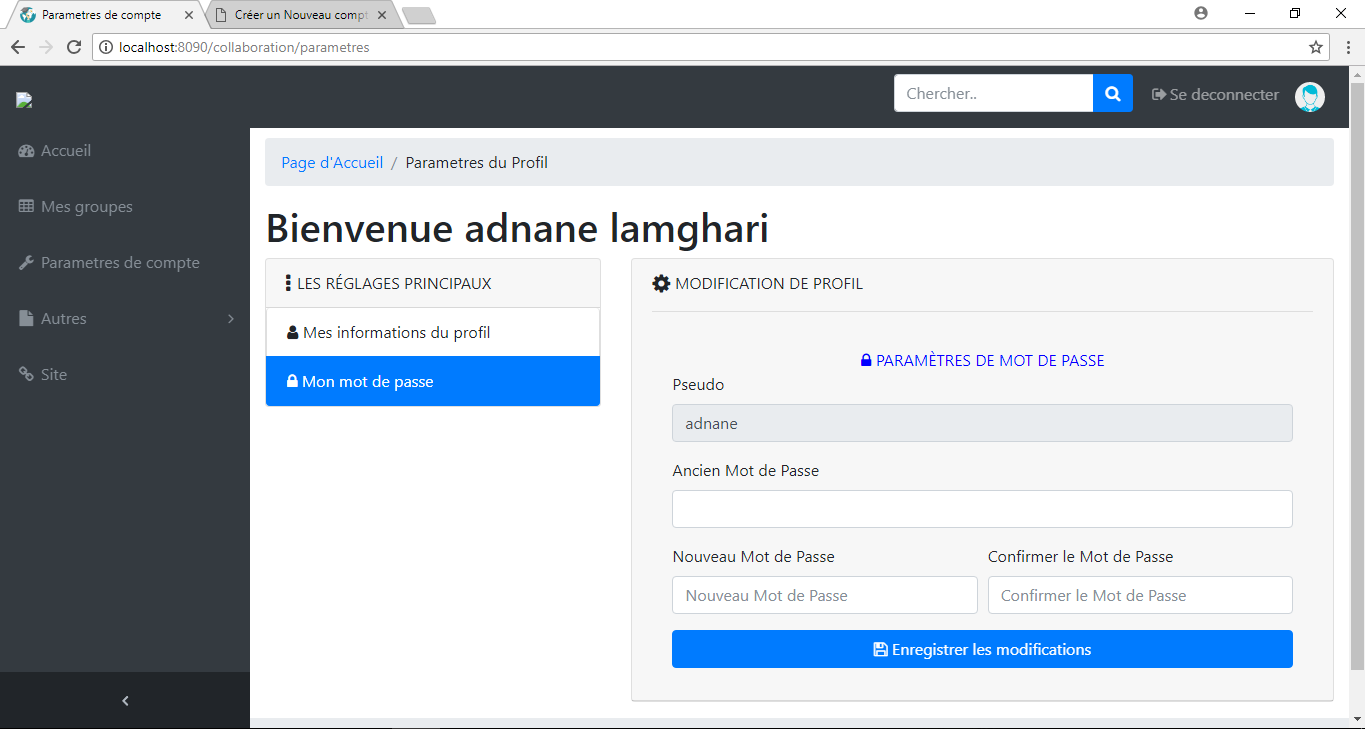 Parametres de compte
Créer un Nouveau compt
localhost:8090/collaboration/parametres
Chercher..
Se deconnecter
Accueil
Mes groupes
Parametres de compte
Autres
Site
Page d'Accueil / Parametres du Profil
Bienvenue adnane lamghari
LES RÉGLAGES PRINCIPAUX
Mes informations du profil
Mon mot de passe
MODIFICATION DE PROFIL
PARAMÈTRES DE MOT DE PASSE
Pseudo
adnane
Ancien Mot de Passe
Nouveau Mot de Passe
Confirmer le Mot de Passe
Nouveau Mot de Passe
Confirmer le Mot de Passe
Enregistrer les modifications